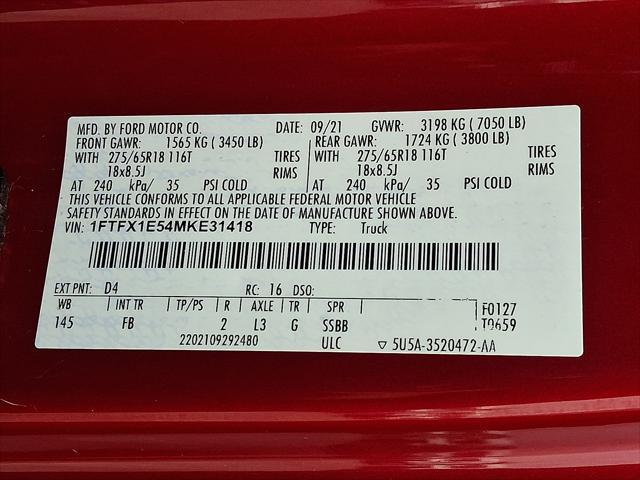 MFD. BY FORD MOTOR CO. DATE: 09/21 GVWR: 3198 KG ( 7050 LB)
FRONT GAWR: 1565 KG ( 3450 LB) REAR GAWR: 1724 KG ( 3800 LB)
WITH 275/65R18 116T TIRES WITH 275/65R18 116T TIRES
18x8.5J RIMS 18x8.5J RIMS
AT 240 kPa/ 35 PSI COLD AT 240 kPa/ 35 PSI COLD
THIS VEHICLE CONFORMS TO ALL APPLICABLE FEDERAL MOTOR VEHICLE
SAFETY STANDARDS IN EFFECT ON THE DATE OF MANUFACTURE SHOWN ABOVE.
VIN: 1FTFX1E54MKE31418 TYPE: Truck
EXT PNT: D4 RC: 16 DSO:
WB INT TR TP/PS R AXLE TR SPR F0127
145 FB 2 L3 G SSBB T0659
2202109292480 ULC ▽ 5U5A-3520472-AA